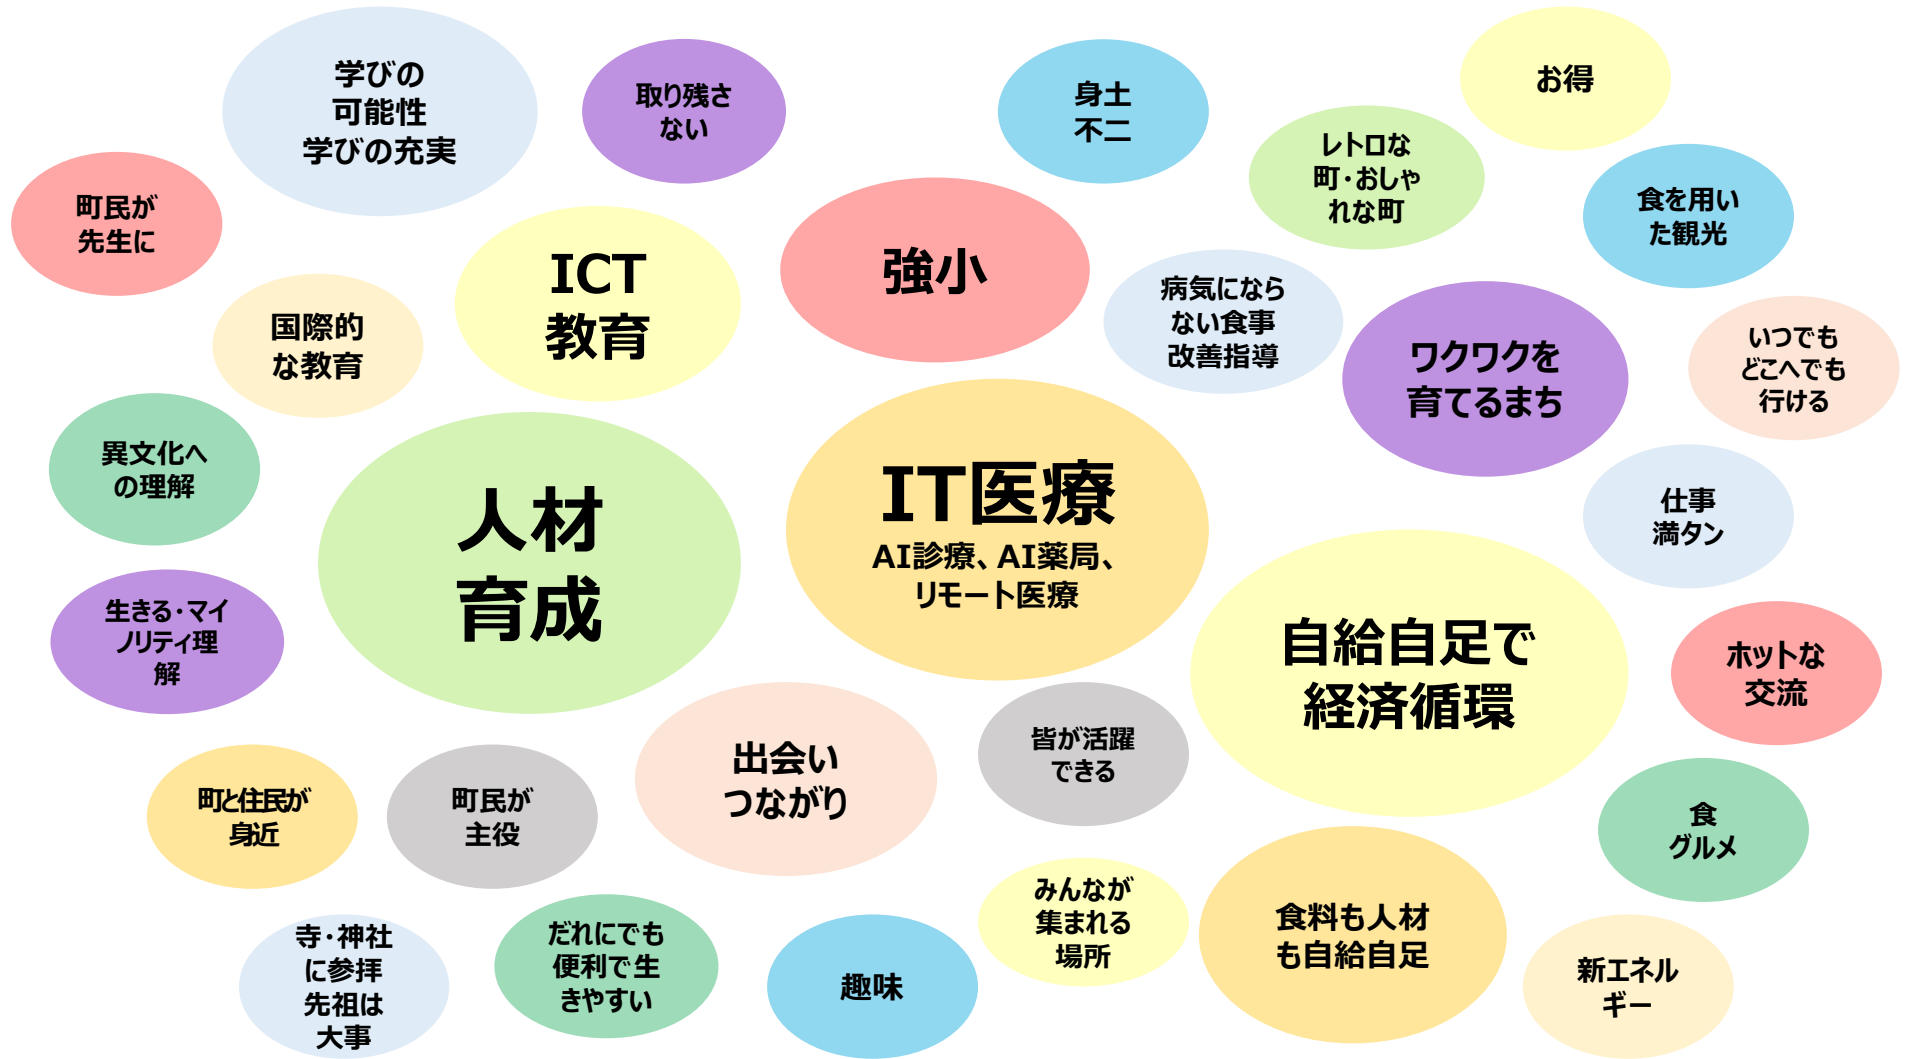 学びの
可能性
学びの充実
取り残さ
ない
身土
不二
お得
レトロな
町・おしゃ
れな町
町民が
先生に
食を用い
た観光
ICT
教育
強小
国際的
な教育
病気になら
ない食事
改善指導
ワクワクを
育てるまち
いつでも
どこへでも
行ける
異文化へ
の理解
人材
育成
IT医療
AI診療、AI薬局、
リモート医療
仕事
満タン
生きる・マイ
ノリティ理
解
自給自足で
経済循環
ホットな
交流
町と住民が
身近
町民が
主役
出会い
つながり
皆が活躍
できる
食
グルメ
寺・神社
に参拝
先祖は
大事
だれにでも
便利で生
きやすい
趣味
みんなが
集まれる
場所
食料も人材
も自給自足
新エネル
ギー